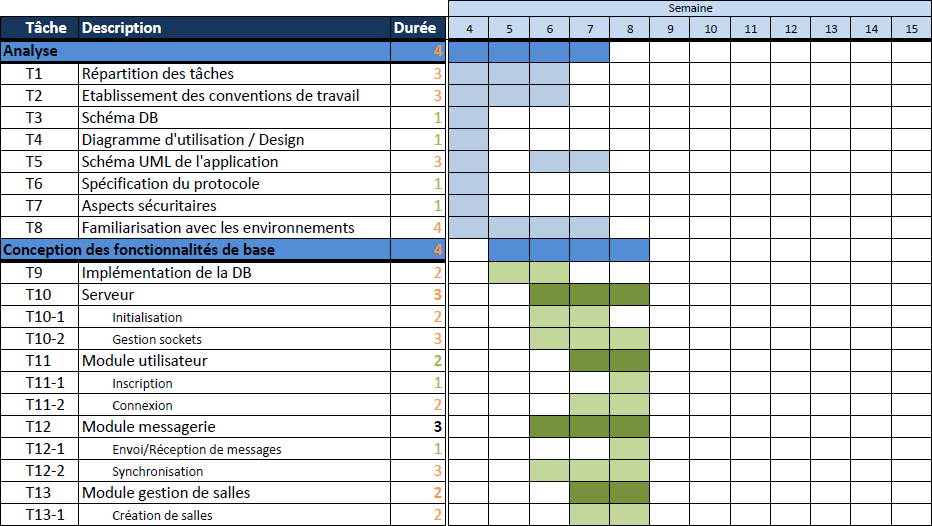 Semaine
Tâche Description Durée 4 5 6 7 8 9 10 11 12 13 14 15
Analyse 4
T1 Répartition des tâches 3
T2 Etablissement des conventions de travail 3
T3 Schéma DB 1
T4 Diagramme d'utilisation / Design 1
T5 Schéma UML de l'application 3
T6 Spécification du protocole 1
T7 Aspects sécuritaires 1
T8 Familiarisation avec les environnements 4
Conception des fonctionnalités de base 4
T9 Implémentation de la DB 2
T10 Serveur 3
T10-1 Initialisation 2
T10-2 Gestion sockets 3
T11 Module utilisateur 2
T11-1 Inscription 1
T11-2 Connexion 2
T12 Module messagerie 3
T12-1 Envoi/Réception de messages 1
T12-2 Synchronisation 3
T13 Module gestion de salles 2
T13-1 Création de salles 2